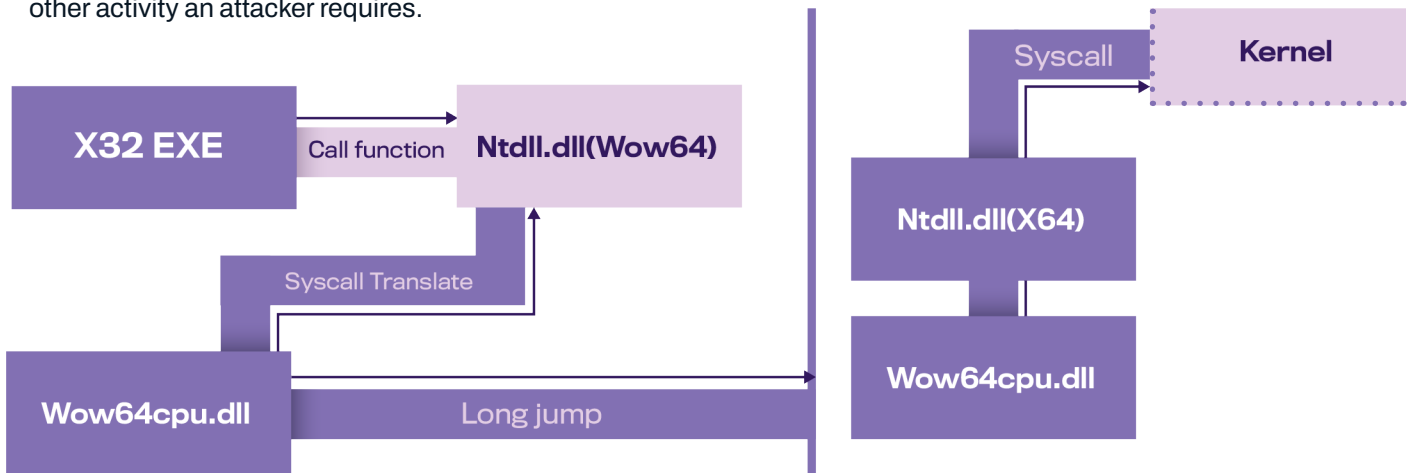 other activity an attacker requires.
X32 EXE
Call function
Ntdll.dll(Wow64)
Syscall Translate
Wow64cpu.dll
Long jump
Syscall
Kernel
Ntdll.dll(X64)
Wow64cpu.dll